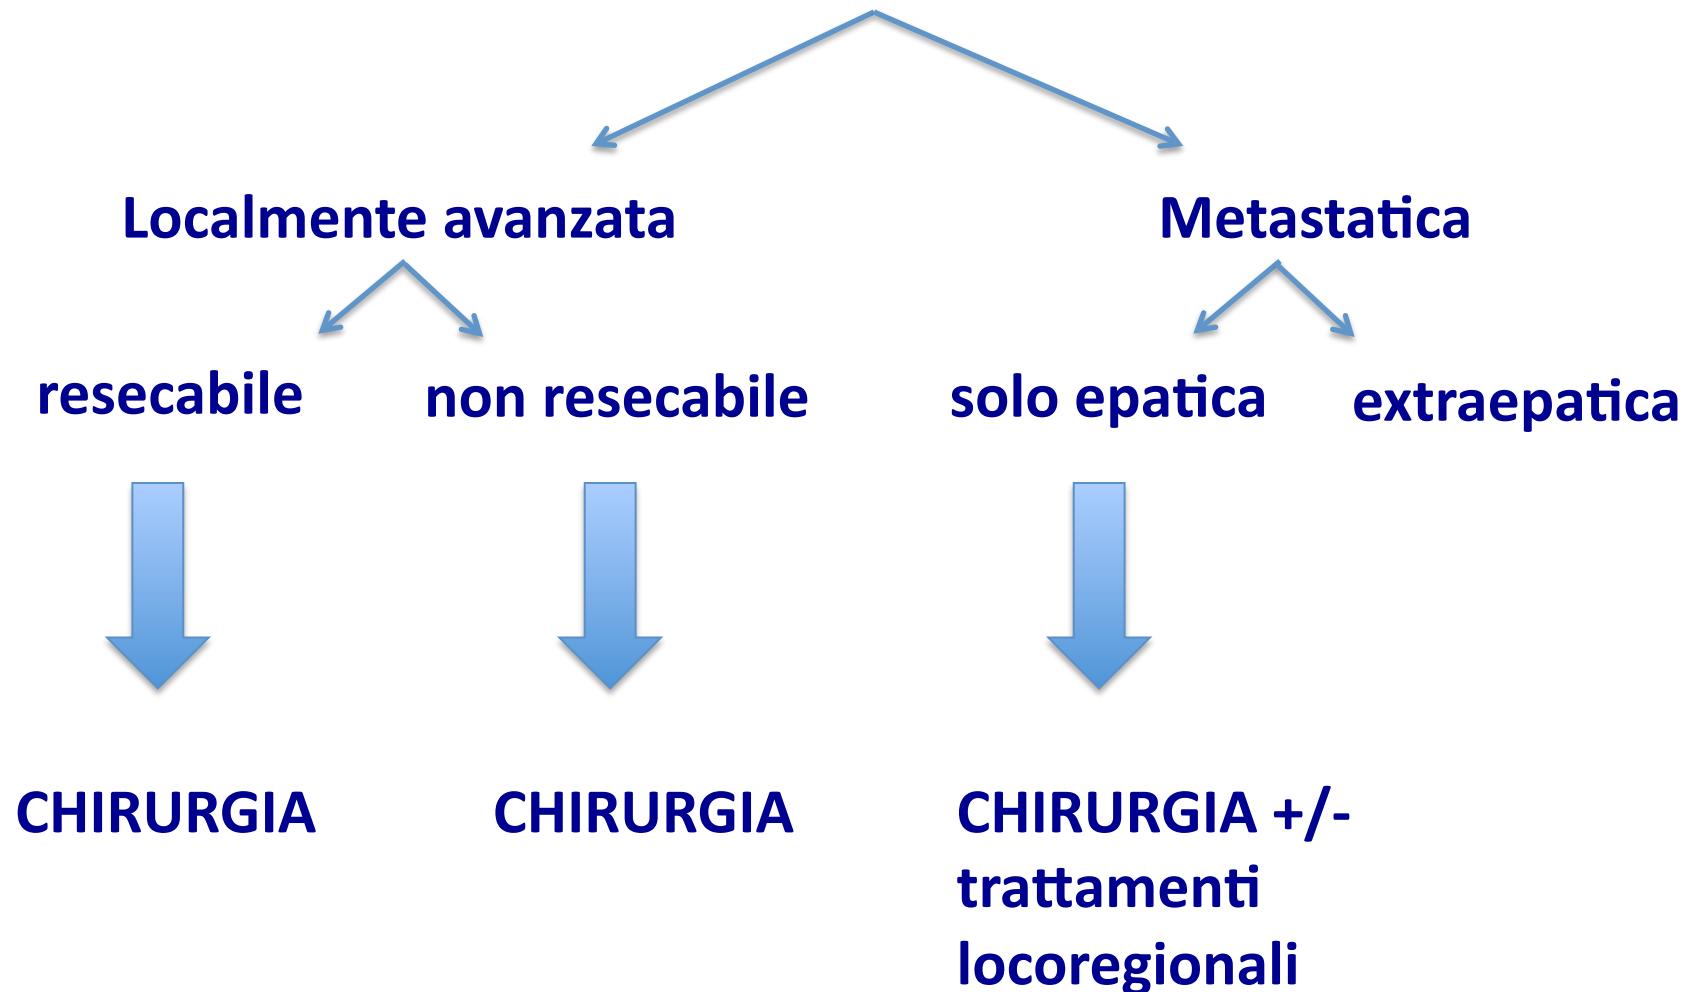 Localmente avanzata
Metastatica
resecabile
non resecabile
solo epatica
extraepatica
CHIRURGIA
CHIRURGIA
CHIRURGIA +/-
trattamenti
locoregionali